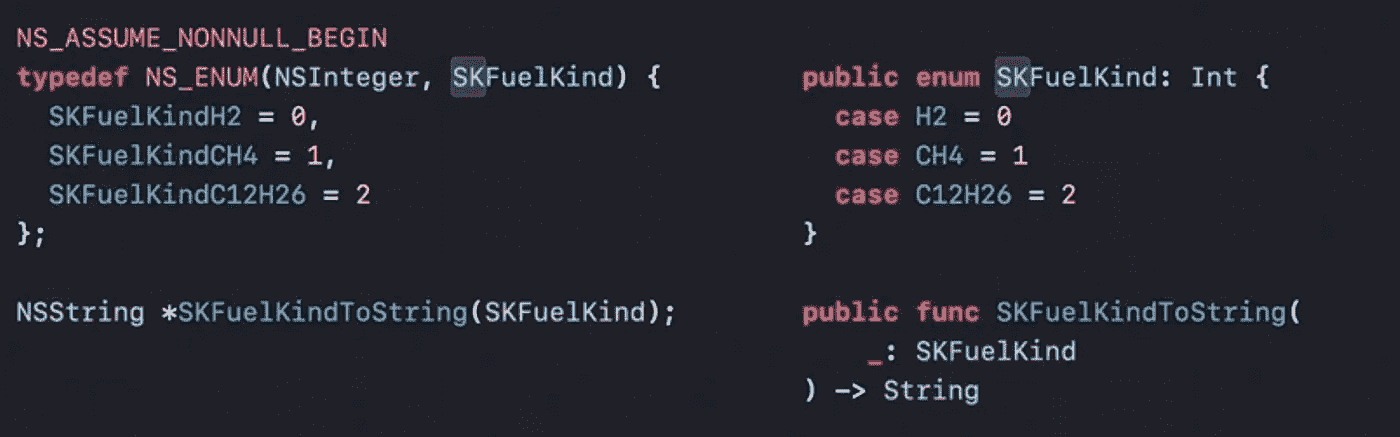 NS_ASSUME_NONNULL_BEGIN
typedef NS_ENUM(NSInteger, SKFuelKind) {
  SKFuelKindH2 = 0,
  SKFuelKindCH4 = 1,
  SKFuelKindC12H26 = 2
};
NSString *SKFuelKindToString(SKFuelKind);
public enum SKFuelKind: Int {
  case H2 = 0
  case CH4 = 1
  case C12H26 = 2
}
public func SKFuelKindToString(
    _: SKFuelKind
) -> String